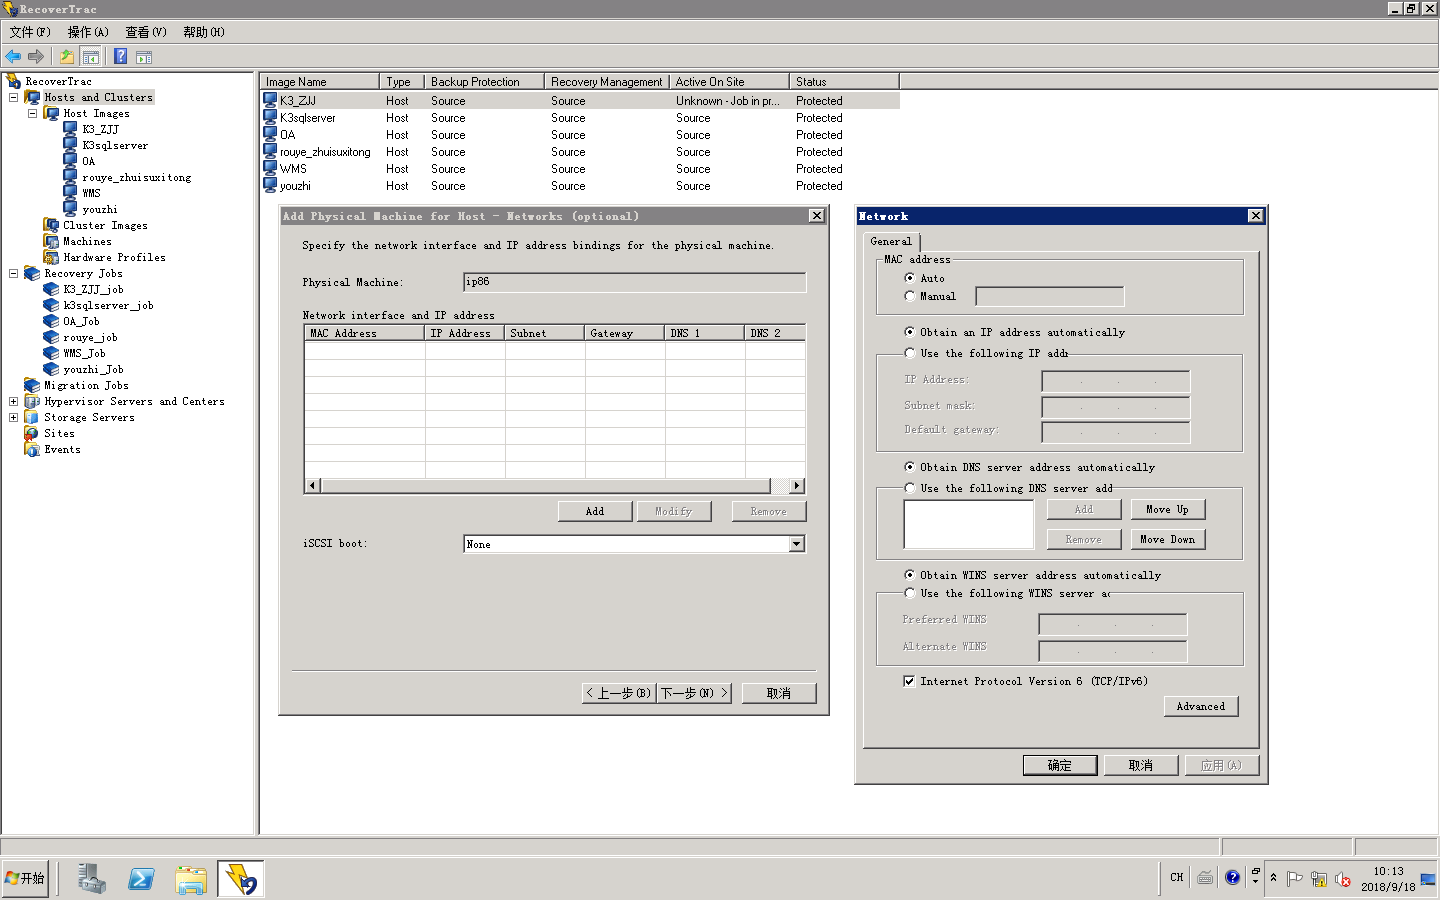 RecoverTrac
文件(F) 操作(A) 查看(V) 帮助(H)
RecoverTrac
Hosts and Clusters
Host Images
K3_ZJJ
K3sqlserver
OA
rouye_zhuisuxitong
WMS
youzhi
Cluster Images
Machines
Hardware Profiles
Recovery Jobs
K3_ZJJ_job
k3sqlserver_job
OA_Job
rouye_job
WMS_Job
youzhi_Job
Migration Jobs
Hypervisor Servers and Centers
Storage Servers
Sites
Events
Image Name Type Backup Protection Recovery Management Active On Site Status
K3_ZJJ Host Source Source Unknown - Job in pr... Protected
K3sqlserver Host Source Source Source Protected
OA Host Source Source Source Protected
rouye_zhuisuxitong Host Source Source Source Protected
WMS Host Source Source Source Protected
youzhi Host Source Source Source Protected
Add Physical Machine for Host - Networks (optional)
Specify the network interface and IP address bindings for the physical machine.
Physical Machine: ip86
Network interface and IP address
MAC Address IP Address Subnet Gateway DNS 1 DNS 2
Add Modify Remove
iSCSI boot: None
< 上一步(B) 下一步(N) > 取消
Network
General
MAC address
Auto
Manual
Obtain an IP address automatically
Use the following IP addr
IP Address:
Subnet mask:
Default gateway:
Obtain DNS server address automatically
Use the following DNS server add
Add Move Up
Remove Move Down
Obtain WINS server address automatically
Use the following WINS server ac
Preferred WINS
Alternate WINS
Internet Protocol Version 6 (TCP/IPv6)
Advanced
确定 取消 应用(A)
开始
CH
10:13
2018/9/18